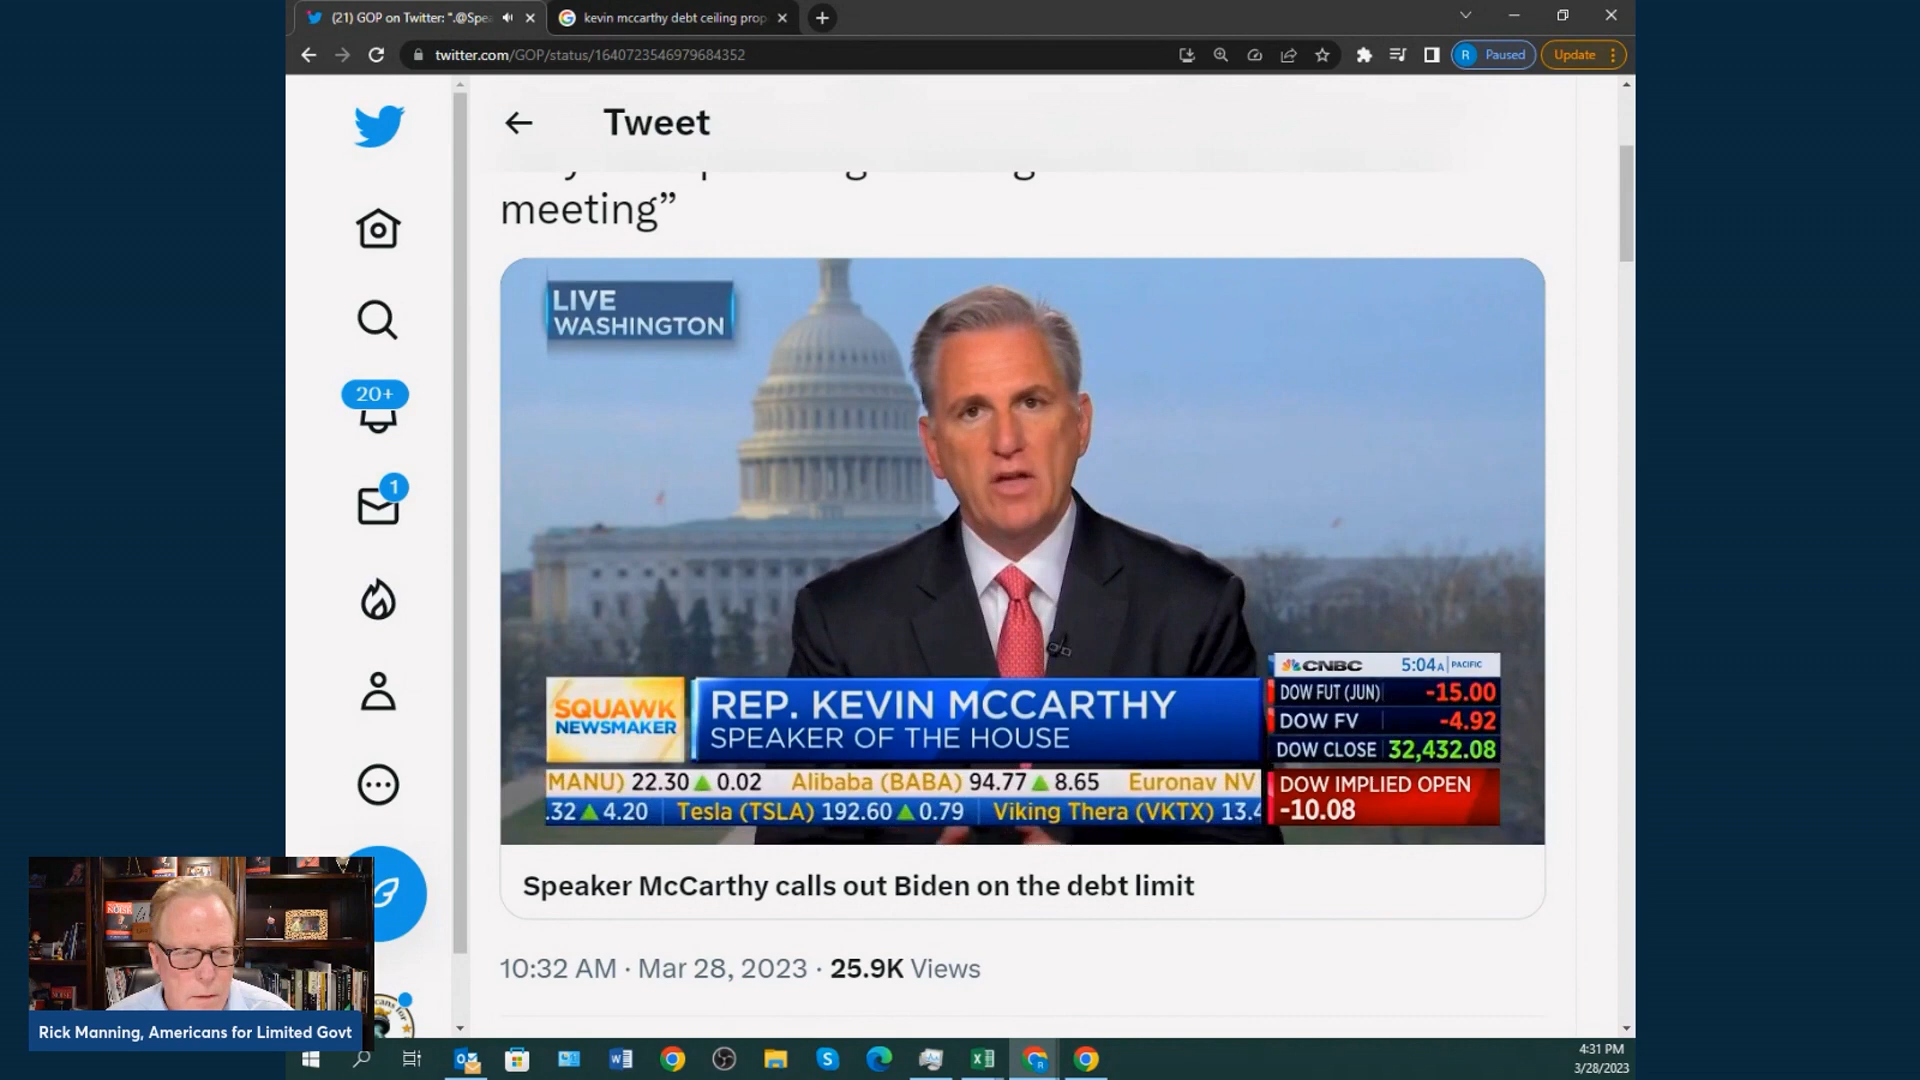 (21) GOP on Twitter: ".@Spea
kevin mccarthy debt ceiling prop
twitter.com/GOP/status/1640723546979684352
R Paused
Update
Tweet
meeting”
20+
1
LIVE
WASHINGTON
SQUAWK
NEWSMAKER
REP. KEVIN MCCARTHY
SPEAKER OF THE HOUSE
CNBC 5:04A PACIFIC
DOW FUT (JUN) -15.00
DOW FV -4.92
DOW CLOSE 32,432.08
DOW IMPLIED OPEN
-10.08
MANU) 22.30 ▲ 0.02 Alibaba (BABA) 94.77 ▲ 8.65 Euronav NV
.32 ▲ 4.20 Tesla (TSLA) 192.60 ▲ 0.79 Viking Thera (VKTX) 13.4
Speaker McCarthy calls out Biden on the debt limit
10:32 AM · Mar 28, 2023 · 25.9K Views
NOISE
Rick Manning, Americans for Limited Govt
4:31 PM
3/28/2023